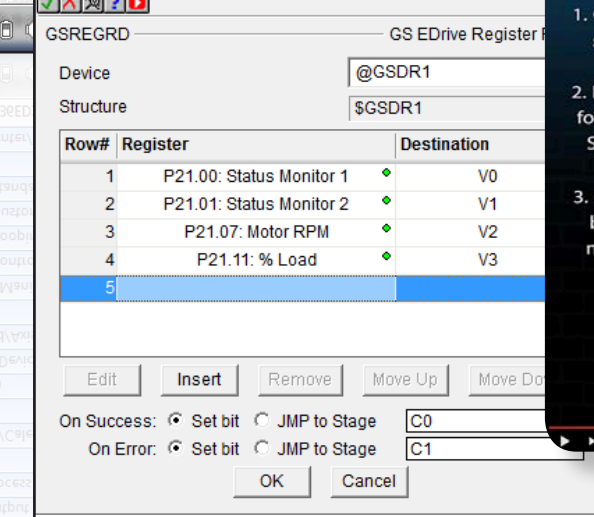 GSREGRD
GS EDrive Register
Device @GSDR1
Structure $GSDR1
Row# Register Destination
1 P21.00: Status Monitor 1 V0
2 P21.01: Status Monitor 2 V1
3 P21.07: Motor RPM V2
4 P21.11: % Load V3
5
Edit Insert Remove Move Up Move Do
On Success: Set bit JMP to Stage C0
On Error: Set bit JMP to Stage C1
OK Cancel
1.
2.
fo
S
3.